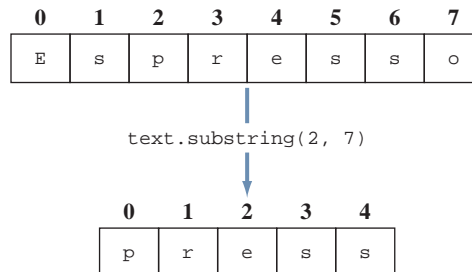 0 1 2 3 4 5 6 7
E s p r e s s o
text.substring(2, 7)
0 1 2 3 4
p r e s s